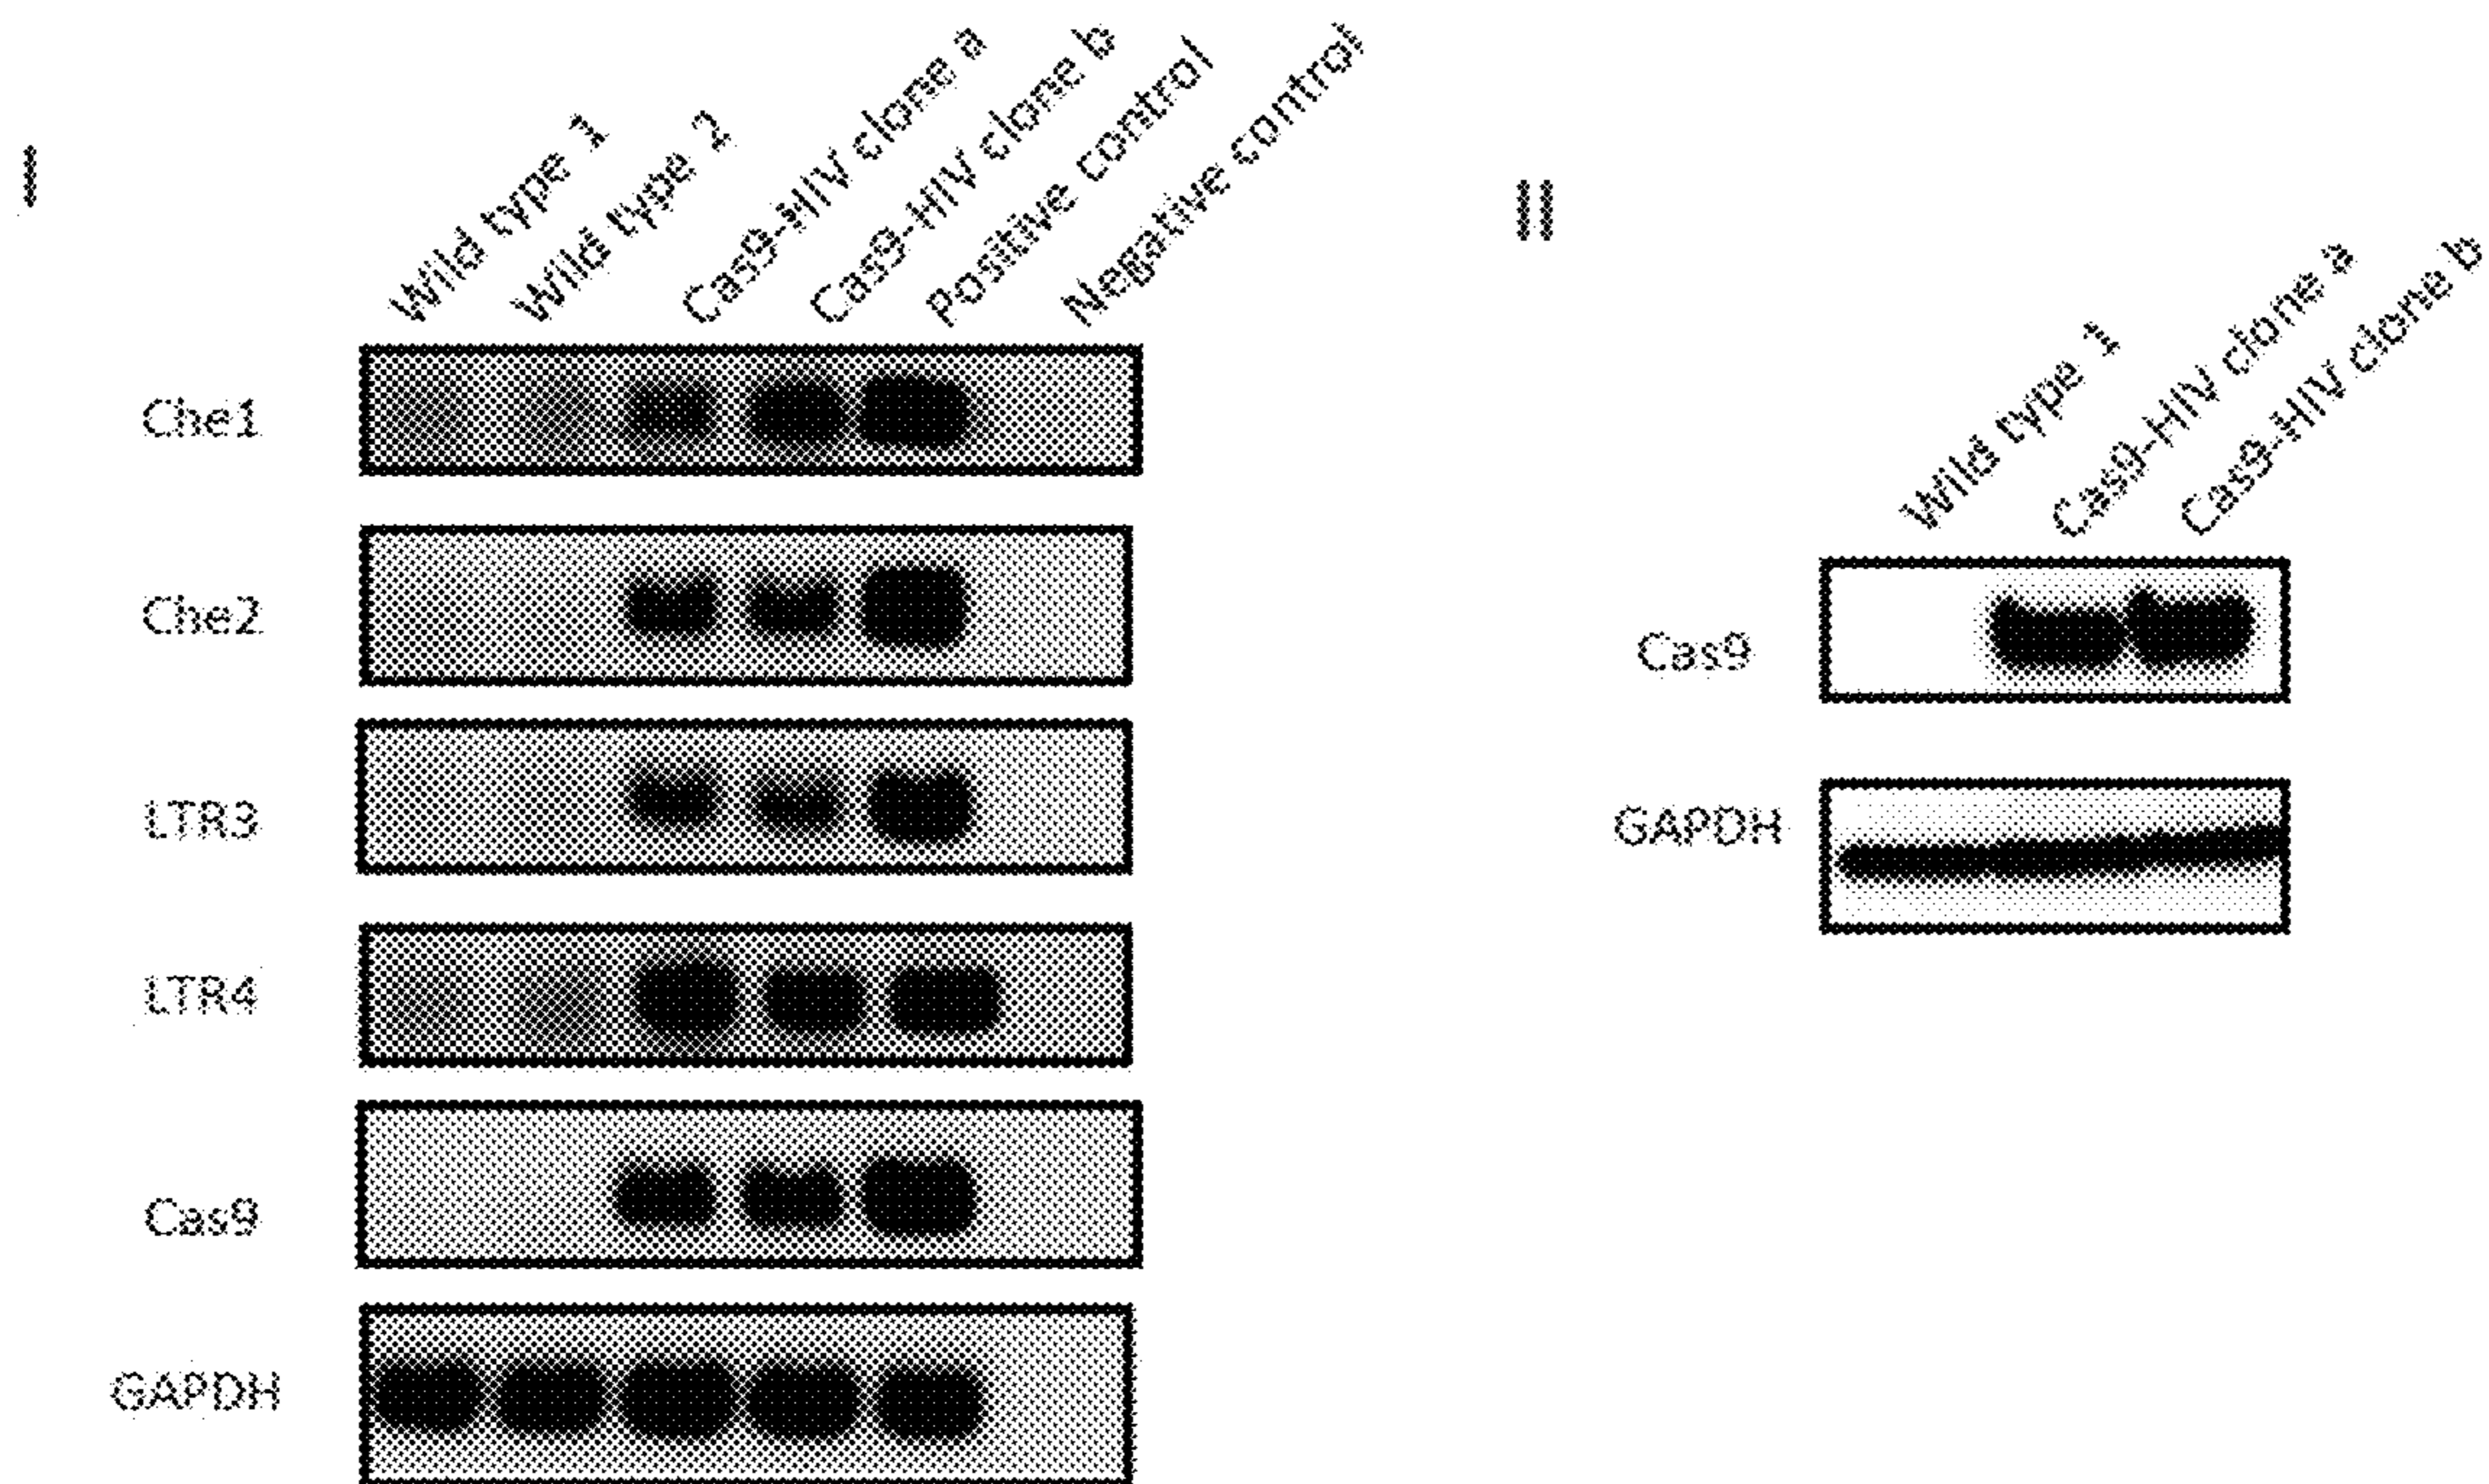 I
Wild type 1
Wild type 2
Cas9-HIV clone a
Cas9-HIV clone b
Positive control
Negative control
Che1
Che2
LTR3
LTR4
Cas9
GAPDH
II
Wild type 1
Cas9-HIV clone a
Cas9-HIV clone b
Cas9
GAPDH